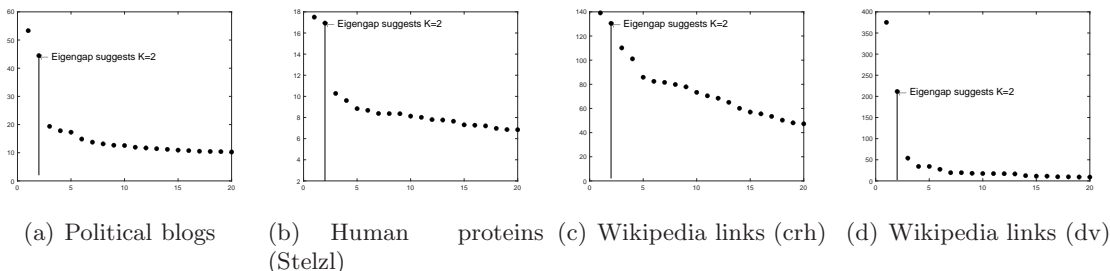 60
50
40
30
20
10
0
0 5 10 15 20
Eigengap suggests K=2
18
16
14
12
10
8
6
4
2
0 5 10 15 20
Eigengap suggests K=2
140
120
100
80
60
40
20
0
0 5 10 15 20
Eigengap suggests K=2
400
350
300
250
200
150
100
50
0
0 5 10 15 20
Eigengap suggests K=2
(a) Political blogs
(b) Human proteins
(Stelzl)
(c) Wikipedia links (crh)
(d) Wikipedia links (dv)